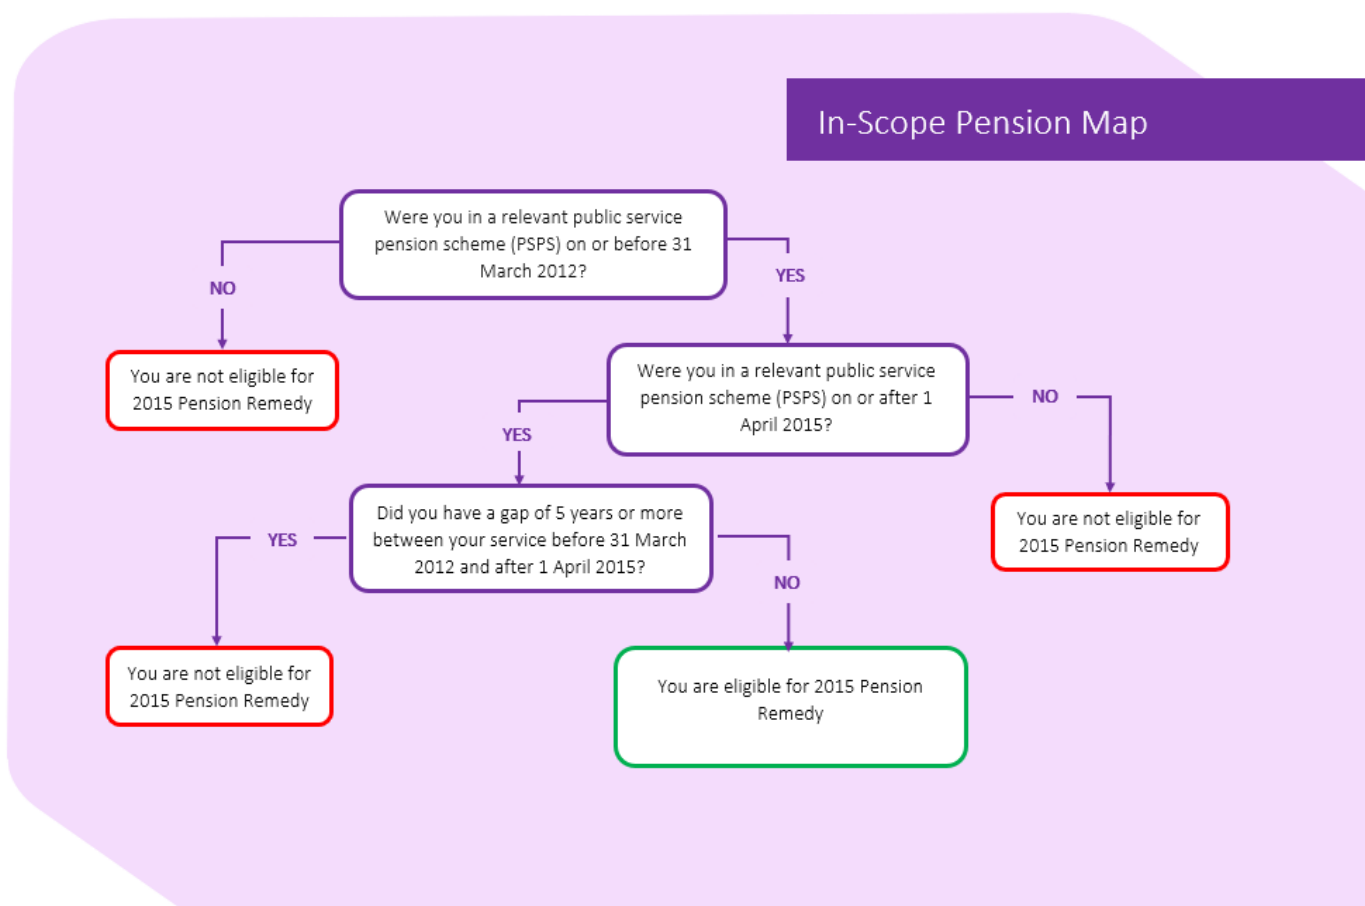 In-Scope Pension Map
Were you in a relevant public service
pension scheme (PSPS) on or before 31
March 2012?
NO
YES
You are not eligible for
2015 Pension Remedy
Were you in a relevant public service
pension scheme (PSPS) on or after 1
April 2015?
YES
NO
Did you have a gap of 5 years or more
between your service before 31 March
2012 and after 1 April 2015?
You are not eligible for
2015 Pension Remedy
YES
NO
You are not eligible for
2015 Pension Remedy
You are eligible for 2015 Pension
Remedy